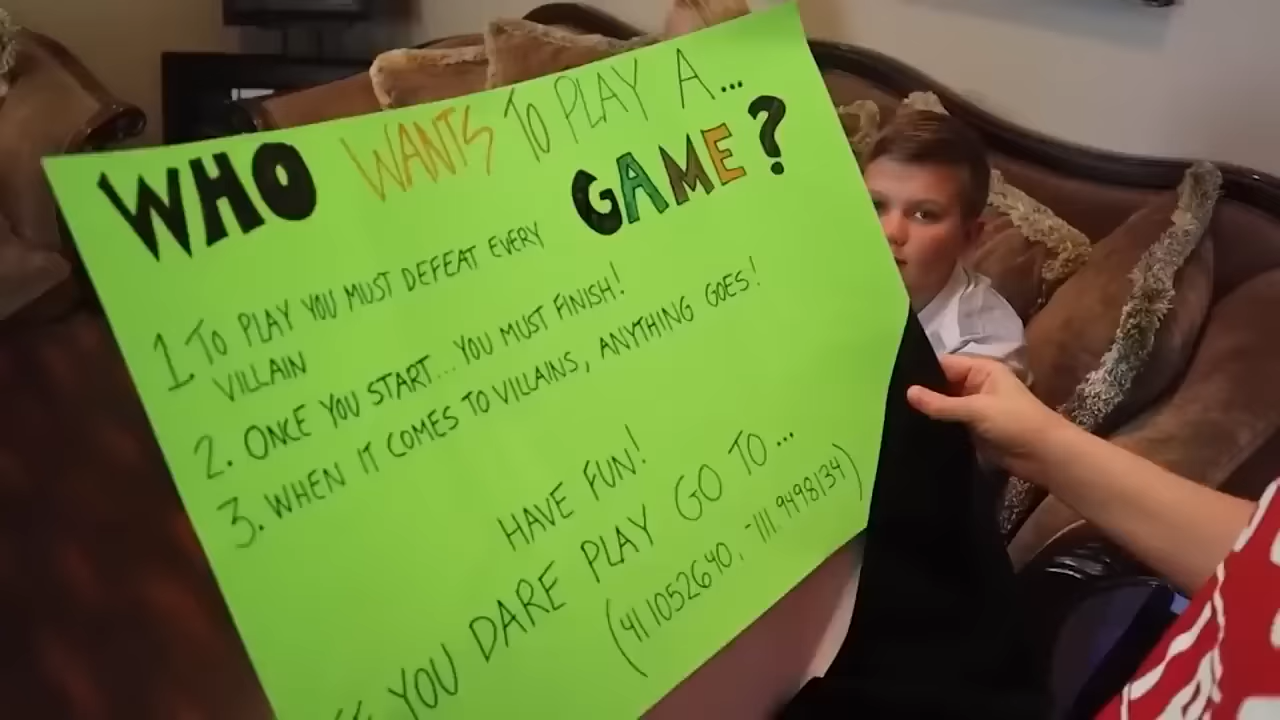 WHO WANTS TO PLAY A...
GAME?
1 TO PLAY YOU MUST DEFEAT EVERY
VILLAIN
2. ONCE YOU START... YOU MUST FINISH!
3. WHEN IT COMES TO VILLAINS, ANYTHING GOES!
HAVE FUN!
YOU DARE PLAY GO TO...
(41.1052640, -111.9498134)